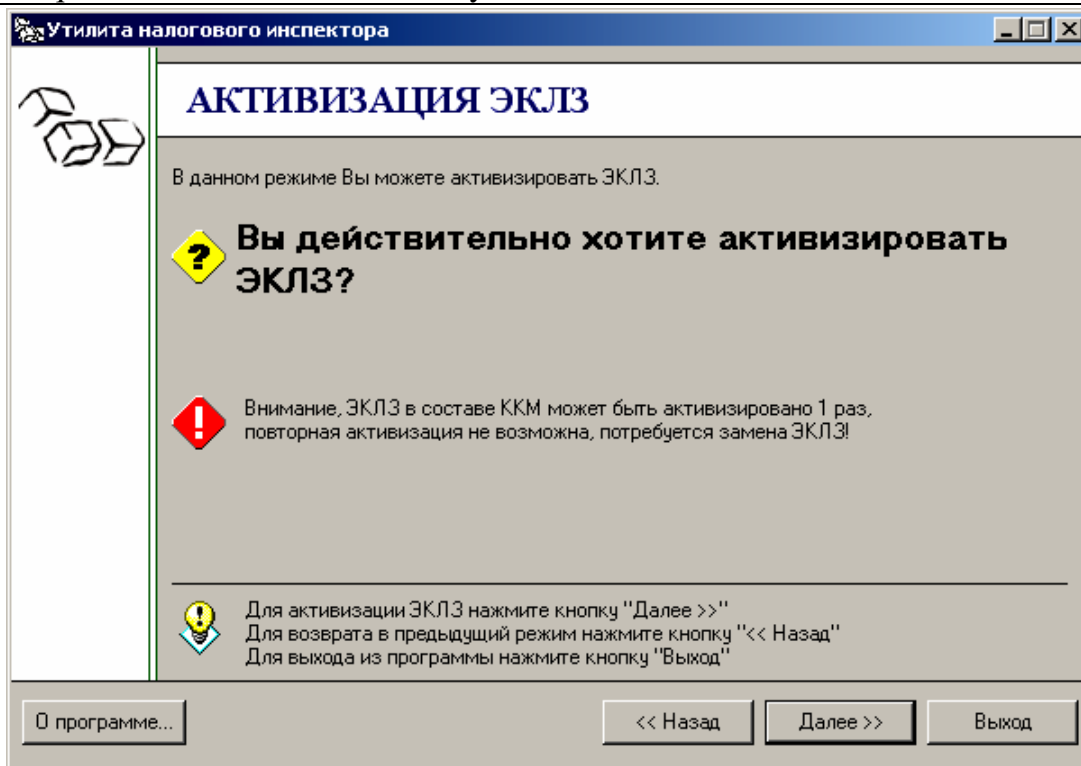 Утилита налогового инспектора
АКТИВИЗАЦИЯ ЭКЛЗ
В данном режиме Вы можете активизировать ЭКЛЗ.
Вы действительно хотите активизировать
ЭКЛЗ?
Внимание, ЭКЛЗ в составе ККМ может быть активизировано 1 раз,
повторная активизация не возможна, потребуется замена ЭКЛЗ!
Для активизации ЭКЛЗ нажмите кнопку "Далее >>"
Для возврата в предыдущий режим нажмите кнопку "<< Назад"
Для выхода из программы нажмите кнопку "Выход"
О программе... << Назад Далее >> Выход